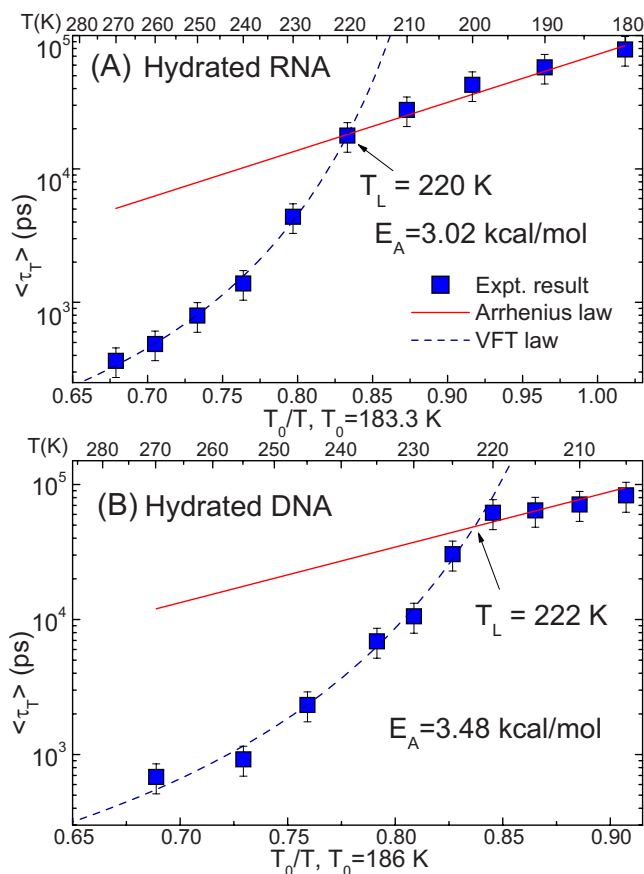 T(K) 280 270 260 250 240 230 220 210 200 190 180
(A) Hydrated RNA
10^5
10^4
10^3
<τ_T> (ps)
T_L = 220 K
E_A=3.02 kcal/mol
Expt. result
Arrhenius law
VFT law
0.65 0.70 0.75 0.80 0.85 0.90 0.95 1.00
T_0/T, T_0=183.3 K
T(K) 280 270 260 250 240 230 220 210
(B) Hydrated DNA
10^5
10^4
10^3
<τ_T> (ps)
T_L = 222 K
E_A=3.48 kcal/mol
0.65 0.70 0.75 0.80 0.85 0.90
T_0/T, T_0=186 K